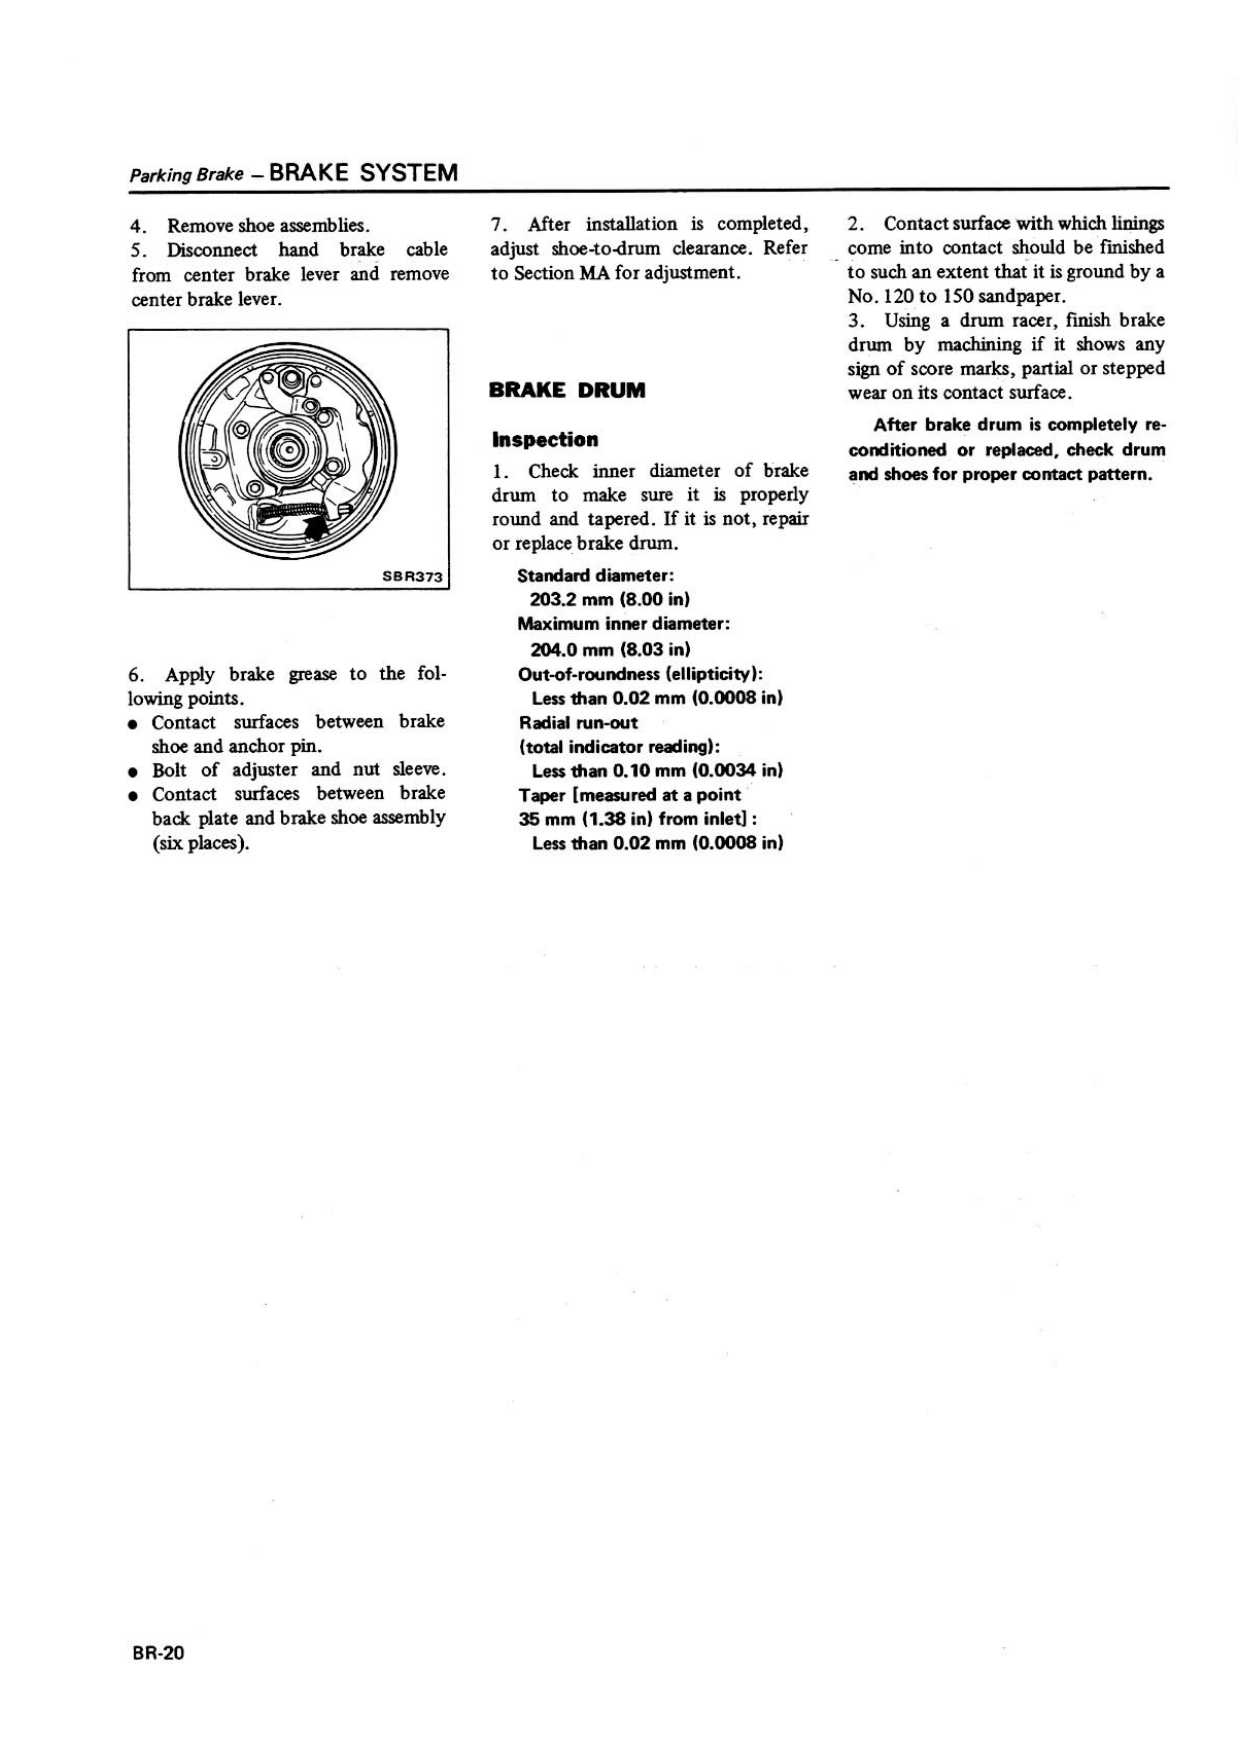 Parking Brake – BRAKE SYSTEM
4. Remove shoe assemblies.
5. Disconnect hand brake cable
from center brake lever and remove
center brake lever.
SBR373
6. Apply brake grease to the fol-
lowing points.
● Contact surfaces between brake
shoe and anchor pin.
● Bolt of adjuster and nut sleeve.
● Contact surfaces between brake
back plate and brake shoe assembly
(six places).
7. After installation is completed,
adjust shoe-to-drum clearance. Refer
to Section MA for adjustment.
BRAKE DRUM
Inspection
1. Check inner diameter of brake
drum to make sure it is properly
round and tapered. If it is not, repair
or replace brake drum.
Standard diameter:
203.2 mm (8.00 in)
Maximum inner diameter:
204.0 mm (8.03 in)
Out-of-roundness (ellipticity):
Less than 0.02 mm (0.0008 in)
Radial run-out
(total indicator reading):
Less than 0.10 mm (0.0034 in)
Taper [measured at a point
35 mm (1.38 in) from inlet] :
Less than 0.02 mm (0.0008 in)
2. Contact surface with which linings
come into contact should be finished
to such an extent that it is ground by a
No. 120 to 150 sandpaper.
3. Using a drum racer, finish brake
drum by machining if it shows any
sign of score marks, partial or stepped
wear on its contact surface.
After brake drum is completely re-
conditioned or replaced, check drum
and shoes for proper contact pattern.
BR-20